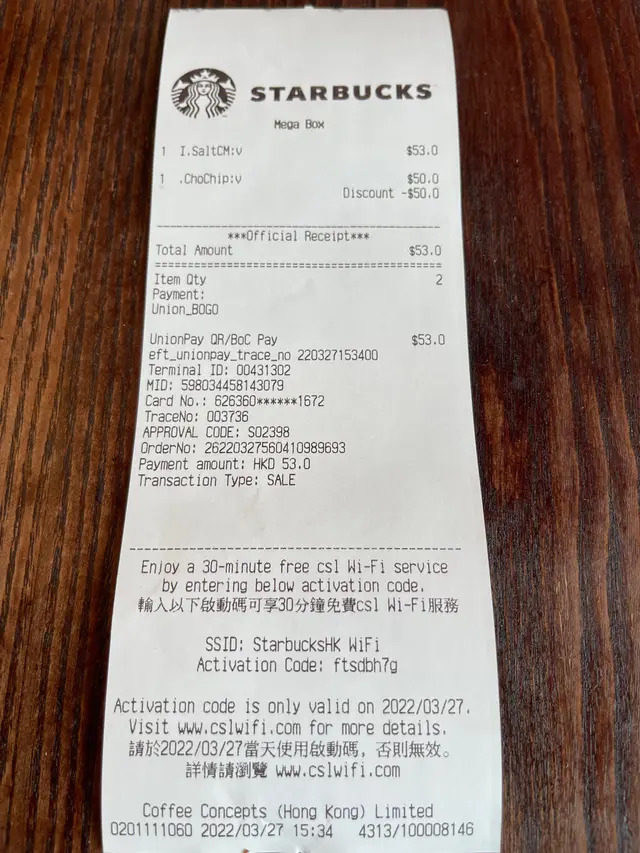 STARBUCKS
Mega Box
1 I.SaltCM:v $53.0
1 .ChoChip:v $50.0
Discount -$50.0
***Official Receipt***
Total Amount $53.0
Item Qty 2
Payment:
Union_BOGO
UnionPay QR/BoC Pay $53.0
eft_unionpay_trace_no 220327153400
Terminal ID: 00431302
MID: 598034458143079
Card No.: 626360******1672
TraceNo: 003736
APPROVAL CODE: S02398
OrderNo: 26220327560410989693
Payment amount: HKD 53.0
Transaction Type: SALE
Enjoy a 30-minute free csl Wi-Fi service
by entering below activation code.
輸入以下啟動碼可享30分鐘免費csl Wi-Fi服務
SSID: StarbucksHK WiFi
Activation Code: ftsdbh7g
Activation code is only valid on 2022/03/27.
Visit www.cslwifi.com for more details.
請於2022/03/27當天使用啟動碼, 否則無效。
詳情請瀏覽 www.cslwifi.com
Coffee Concepts (Hong Kong) Limited
0201111060 2022/03/27 15:34 4313/100008146